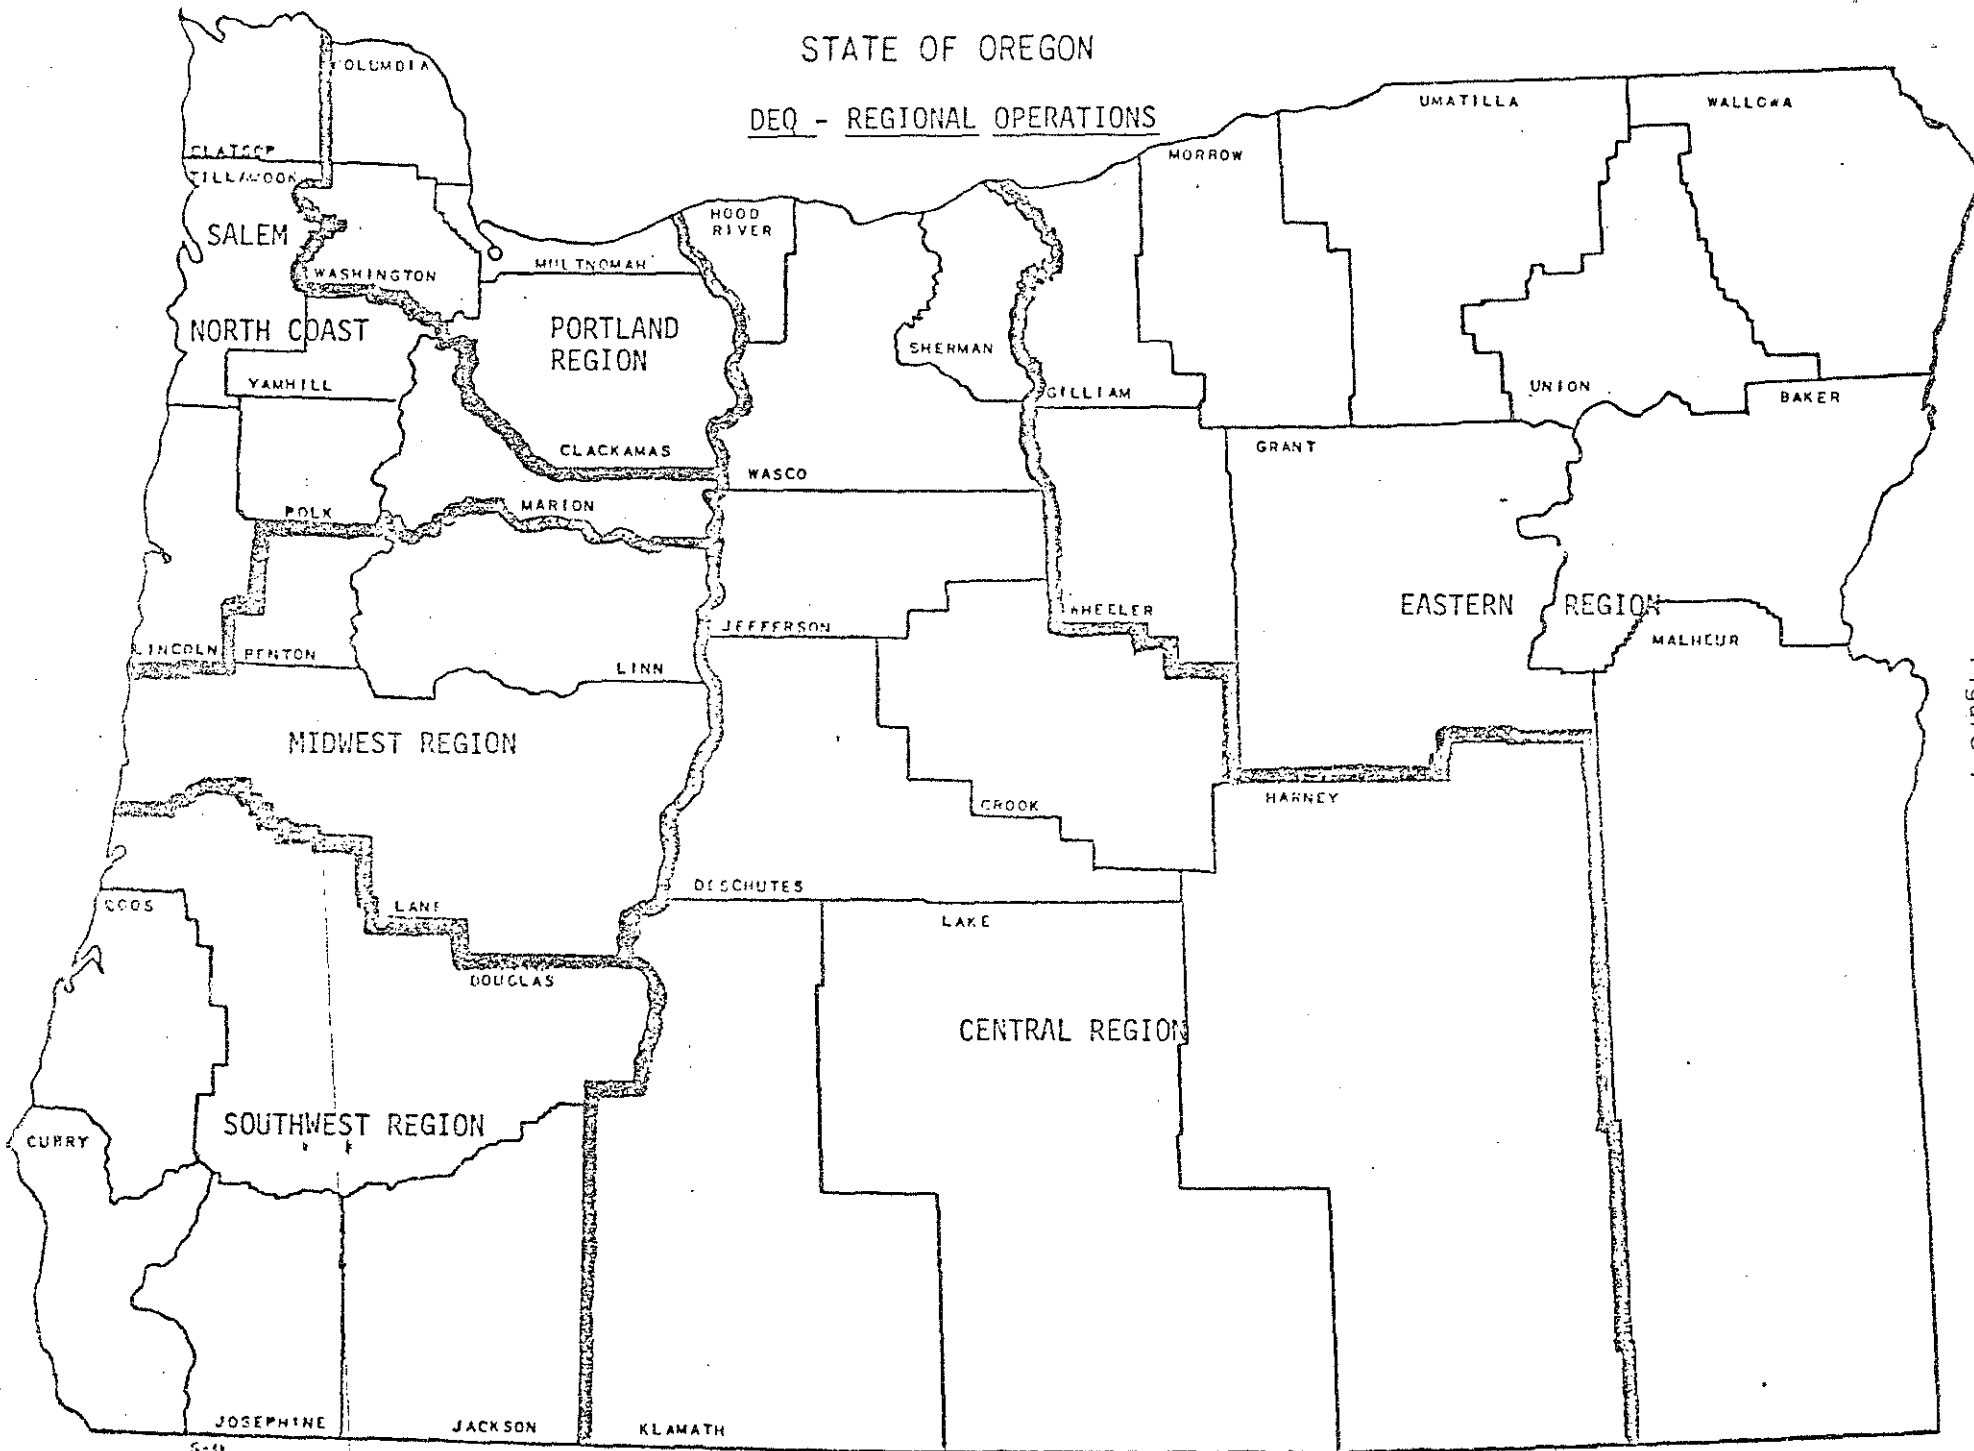 STATE OF OREGON
DEQ - REGIONAL OPERATIONS
COLUMBIA
UMATILLA
WALLOWA
CLATSOP
MORROW
TILLAMOOK
HOOD
RIVER
SALEM
MULTNOMAH
WASHINGTON
NORTH COAST
PORTLAND
REGION
SHERMAN
YAMHILL
GILLIAM
UNION
BAKER
CLACKAMAS
GRANT
WASCO
POLK
MARION
WHEELER
EASTERN REGION
JEFFERSON
MALHEUR
LINCOLN
BENTON
LINN
MIDWEST REGION
CROOK
HARNEY
DESCHUTES
COOS
LANE
LAKE
DOUGLAS
CENTRAL REGION
SOUTHWEST REGION
CURRY
JOSEPHINE
JACKSON
KLAMATH